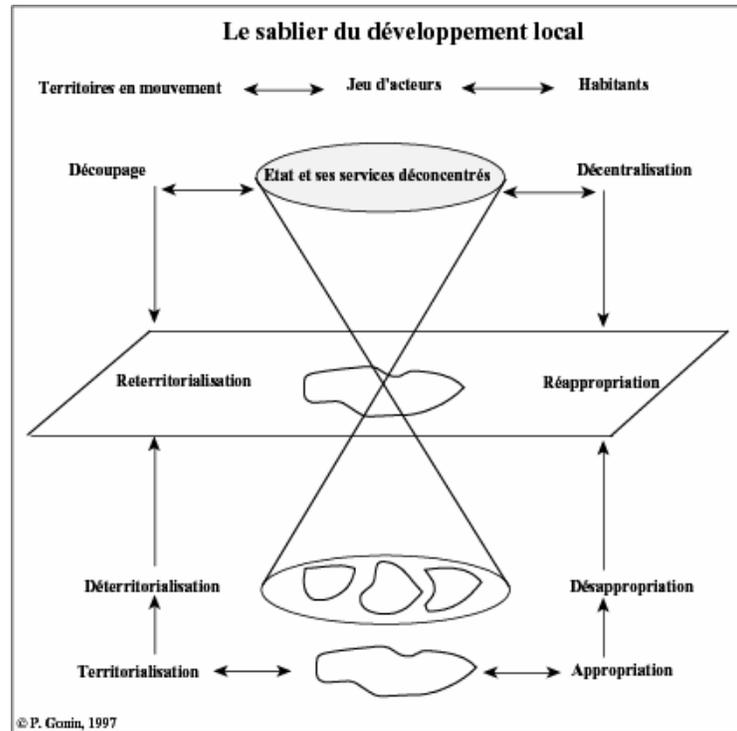 Le sablier du développement local
Territoires en mouvement Jeu d'acteurs Habitants
Découpage Etat et ses services déconcentrés Décentralisation
Reterritorialisation Réappropriation
Déterritorialisation Désappropriation
Territorialisation Appropriation
© P. Gonin, 1997